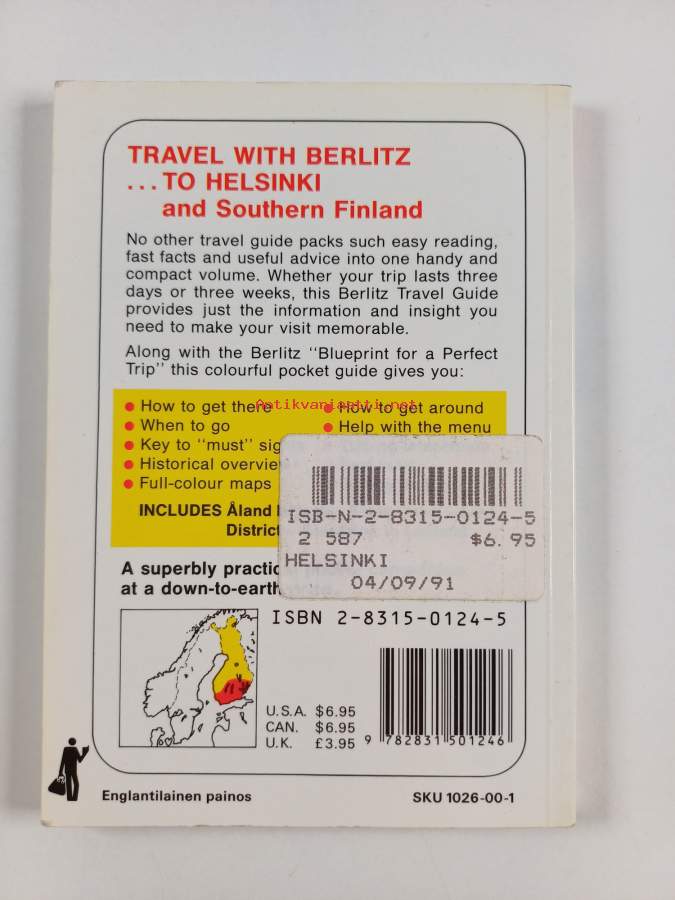 TRAVEL WITH BERLITZ
...TO HELSINKI
and Southern Finland
No other travel guide packs such easy reading,
fast facts and useful advice into one handy and
compact volume. Whether your trip lasts three
days or three weeks, this Berlitz Travel Guide
provides just the information and insight you
need to make your visit memorable.
Along with the Berlitz "Blueprint for a Perfect
Trip" this colourful pocket guide gives you:
Antikvariaatti.net
• How to get there
• When to go
• Key to "must"
• Historical
• Full-colour maps
• How to get around
• Help with the menu
INCLUDES Åland
District
A superbly
at a down-to-earth
ISB-N-2-8315-0124-5
2 587 $6.95
HELSINKI
04/09/91
ISBN 2-8315-0124-5
U.S.A. $6.95
CAN. $6.95
U.K. £3.95
9 782831 501246
Englantilainen painos
SKU 1026-00-1